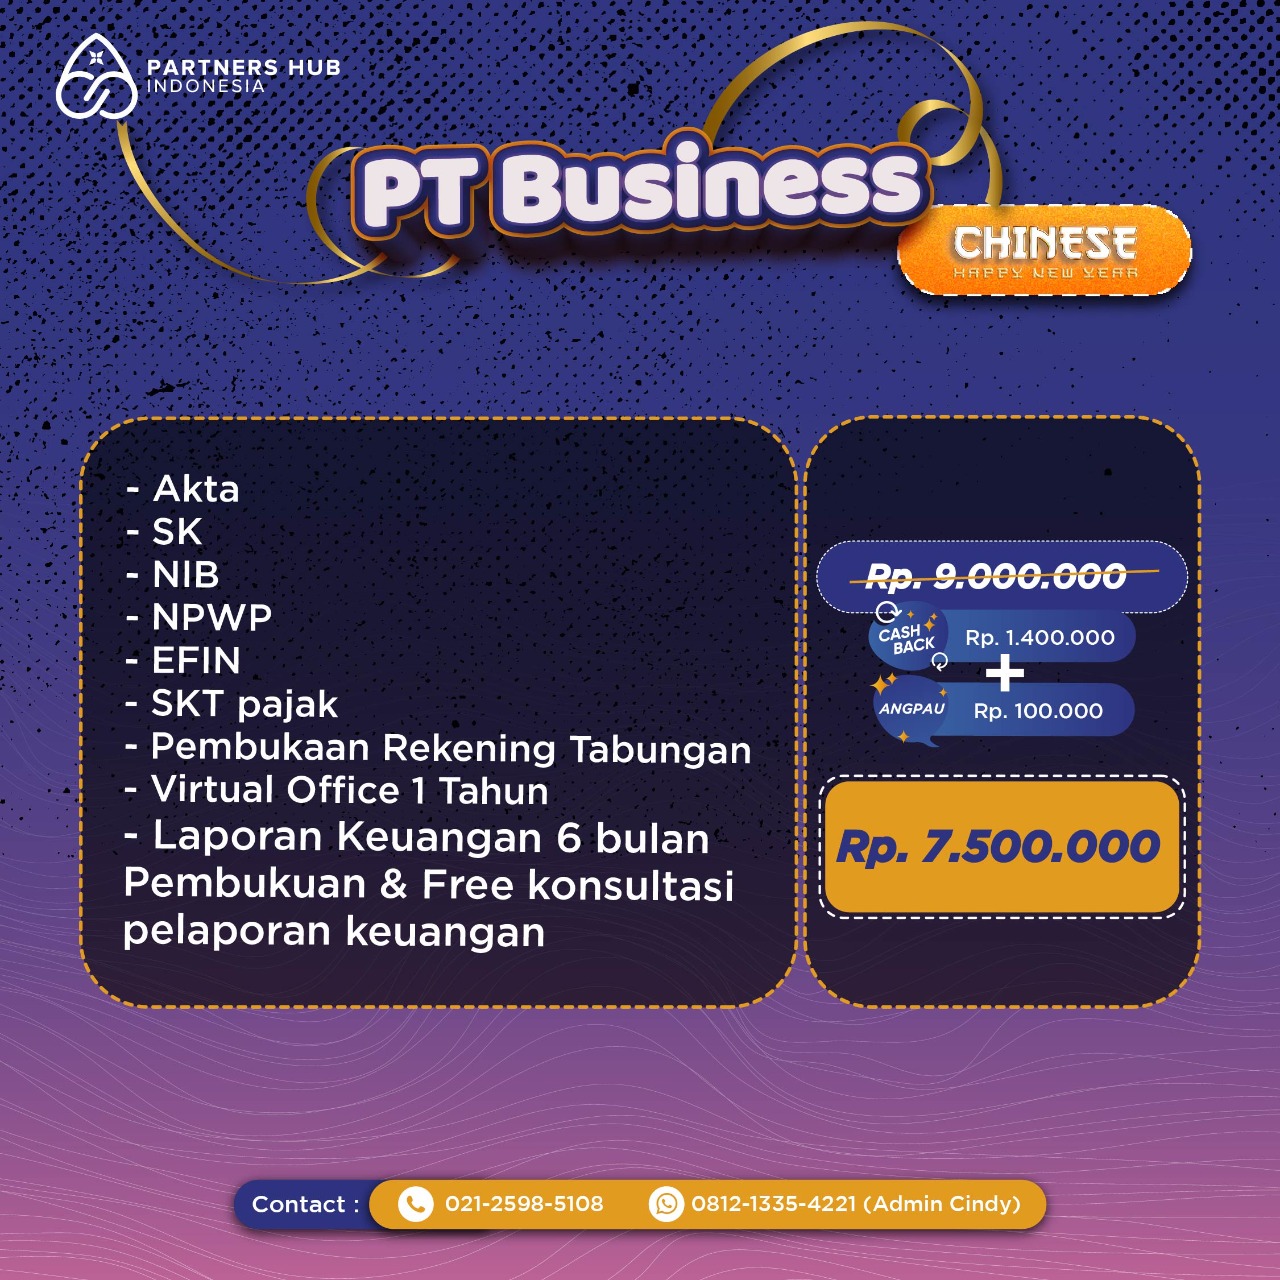 PARTNERS HUB
INDONESIA
PT Business
CHINESE
HAPPY NEW YEAR
- Akta
- SK
- NIB
- NPWP
- EFIN
- SKT pajak
- Pembukaan Rekening Tabungan
- Virtual Office 1 Tahun
- Laporan Keuangan 6 bulan
Pembukuan & Free konsultasi
pelaporan keuangan
Rp. 9.000.000
CASH
BACK
Rp. 1.400.000
+
ANGPAU
Rp. 100.000
Rp. 7.500.000
Contact : 021-2598-5108 0812-1335-4221 (Admin Cindy)